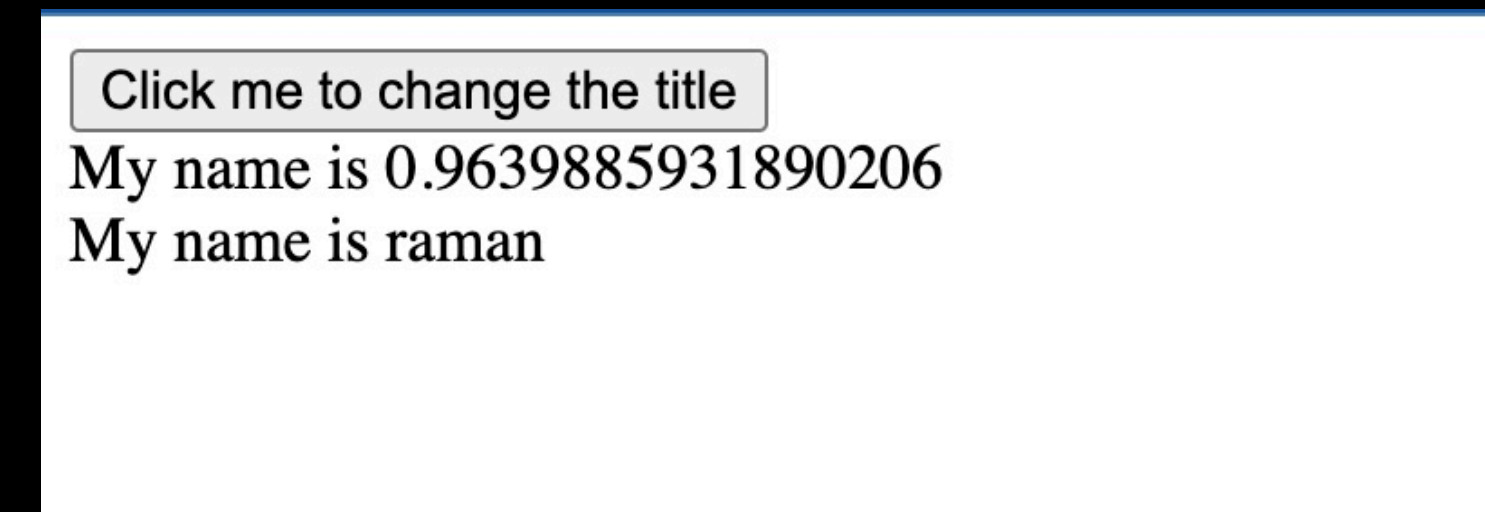 Click me to change the title
My name is 0.9639885931890206
My name is raman